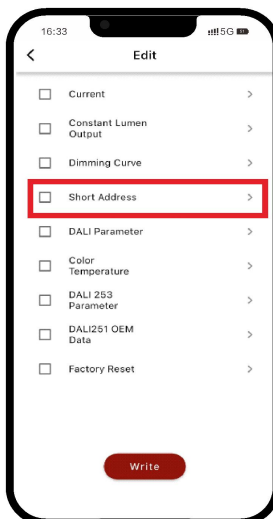 16:33 5G
Edit
Current
Constant Lumen
Output
Dimming Curve
Short Address
DALI Parameter
Color
Temperature
DALI 253
Parameter
DALI251 OEM
Data
Factory Reset
Write